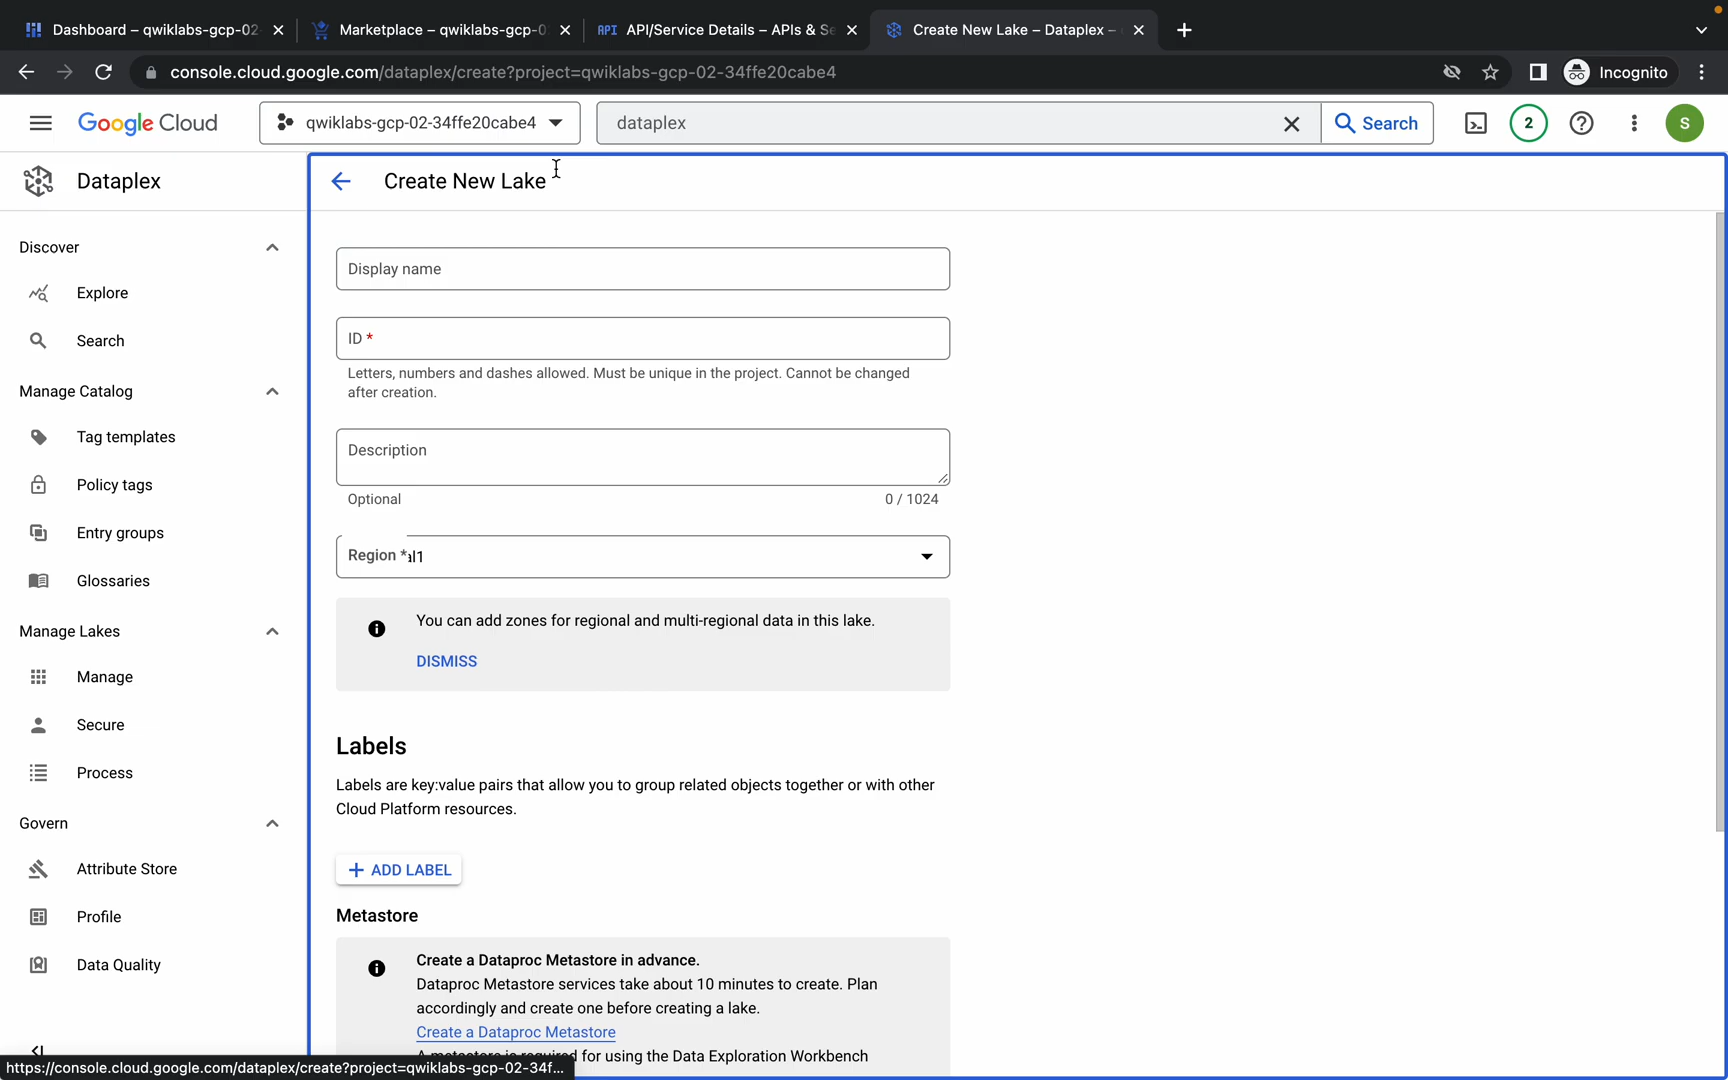 Dashboard – qwiklabs-gcp-02
Marketplace – qwiklabs-gcp-0
API API/Service Details – APIs & Se
Create New Lake – Dataplex –
console.cloud.google.com/dataplex/create?project=qwiklabs-gcp-02-34ffe20cabe4
Incognito
Google Cloud
qwiklabs-gcp-02-34ffe20cabe4
dataplex
Search
2
S
Dataplex
Create New Lake
Discover
Explore
Search
Manage Catalog
Tag templates
Policy tags
Entry groups
Glossaries
Manage Lakes
Manage
Secure
Process
Govern
Attribute Store
Profile
Data Quality
Display name
ID *
Letters, numbers and dashes allowed. Must be unique in the project. Cannot be changed
after creation.
Description
Optional
0 / 1024
Region *
You can add zones for regional and multi-regional data in this lake.
DISMISS
Labels
Labels are key:value pairs that allow you to group related objects together or with other
Cloud Platform resources.
+ ADD LABEL
Metastore
Create a Dataproc Metastore in advance.
Dataproc Metastore services take about 10 minutes to create. Plan
accordingly and create one before creating a lake.
Create a Dataproc Metastore
A metastore is required for using the Data Exploration Workbench
https://console.cloud.google.com/dataplex/create?project=qwiklabs-gcp-02-34f...